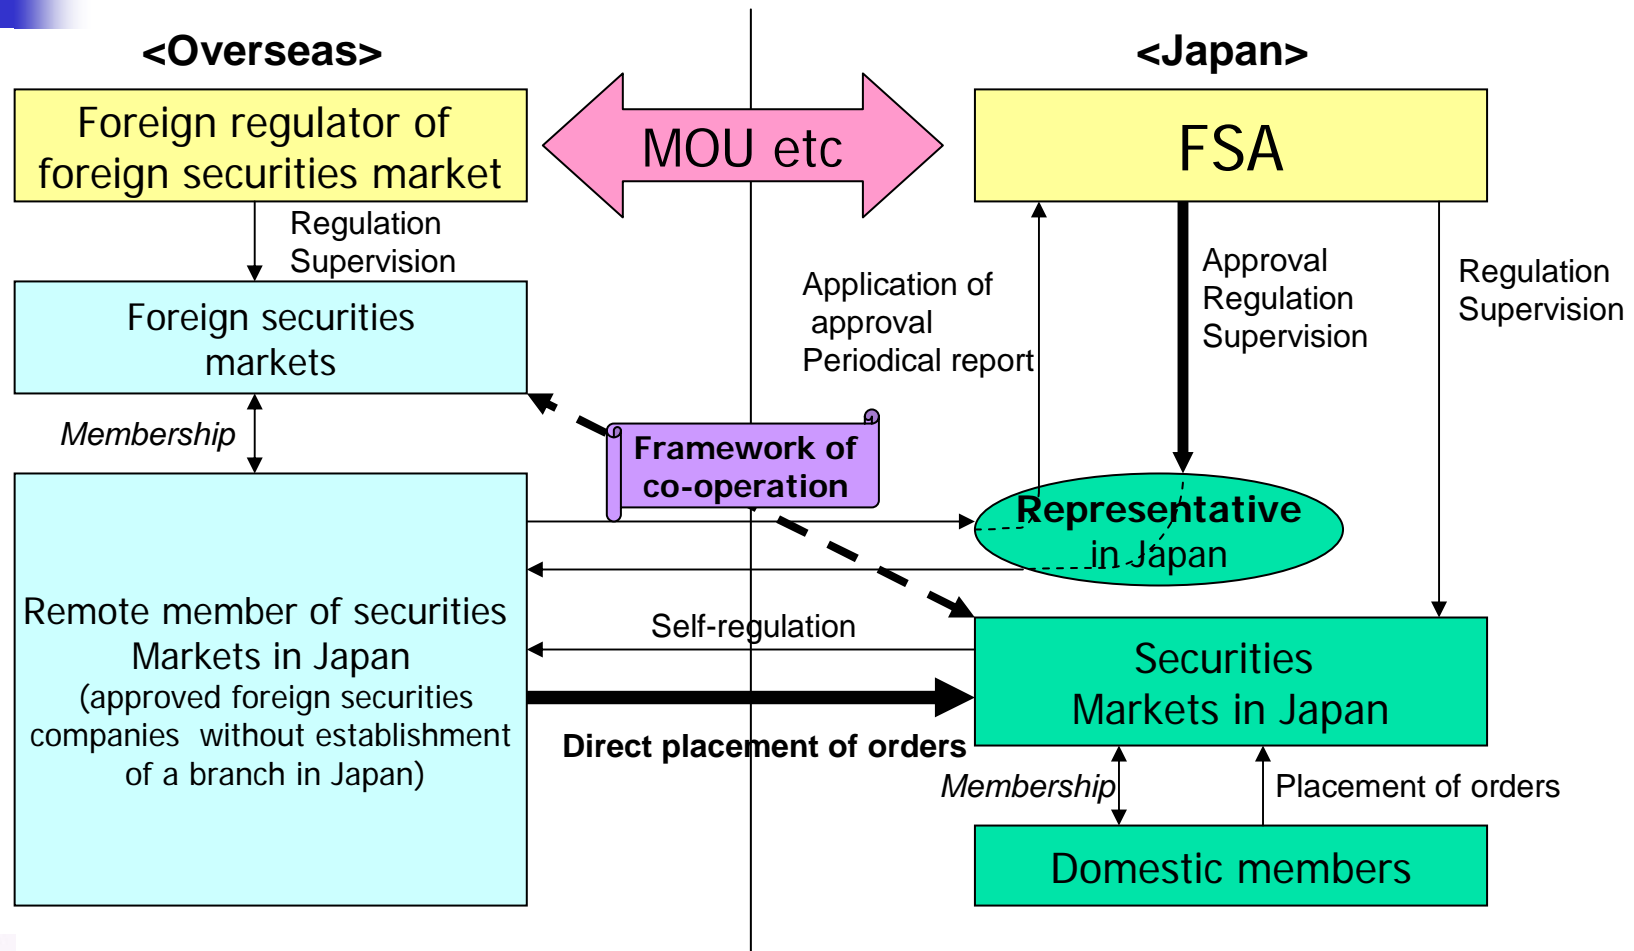 <Overseas>
<Japan>
Foreign regulator of
foreign securities market
MOU etc
FSA
Regulation
Supervision
Application of
approval
Periodical report
Approval
Regulation
Supervision
Regulation
Supervision
Foreign securities
markets
Membership
Framework of
co-operation
Representative
in Japan
Remote member of securities
Markets in Japan
(approved foreign securities
companies without establishment
of a branch in Japan)
Self-regulation
Direct placement of orders
Securities
Markets in Japan
Membership
Placement of orders
Domestic members